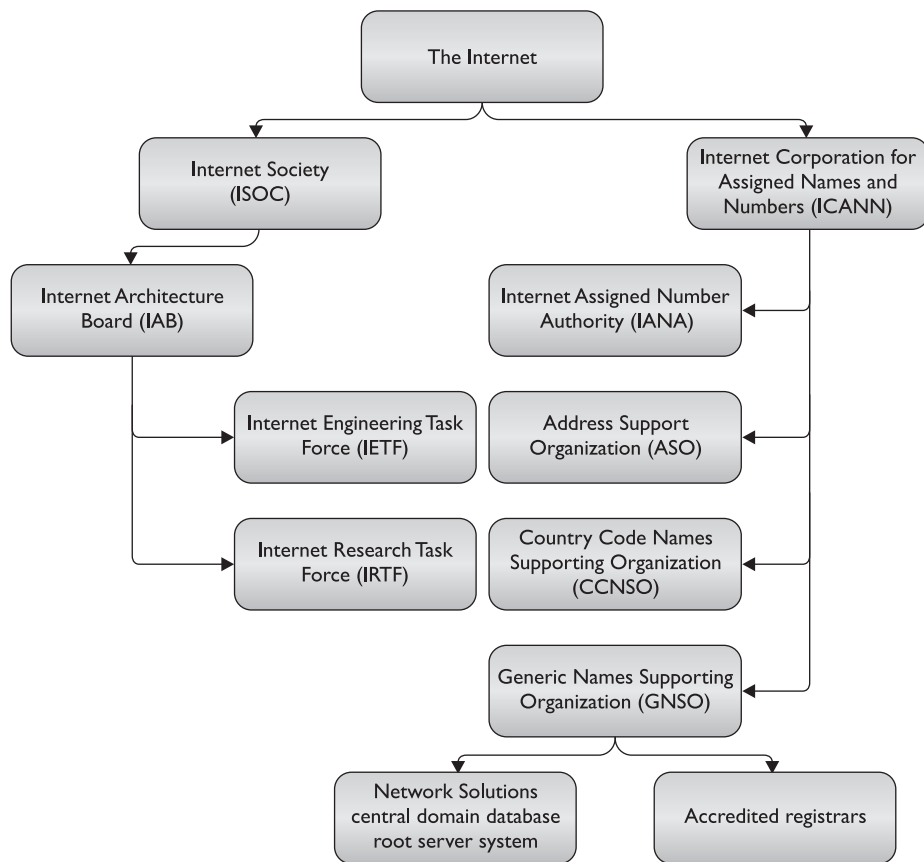 The Internet
Internet Society
(ISOC)
Internet Corporation for
Assigned Names and
Numbers (ICANN)
Internet Architecture
Board (IAB)
Internet Assigned Number
Authority (IANA)
Internet Engineering Task
Force (IETF)
Address Support
Organization (ASO)
Internet Research Task
Force (IRTF)
Country Code Names
Supporting Organization
(CCNSO)
Generic Names Supporting
Organization (GNSO)
Network Solutions
central domain database
root server system
Accredited registrars